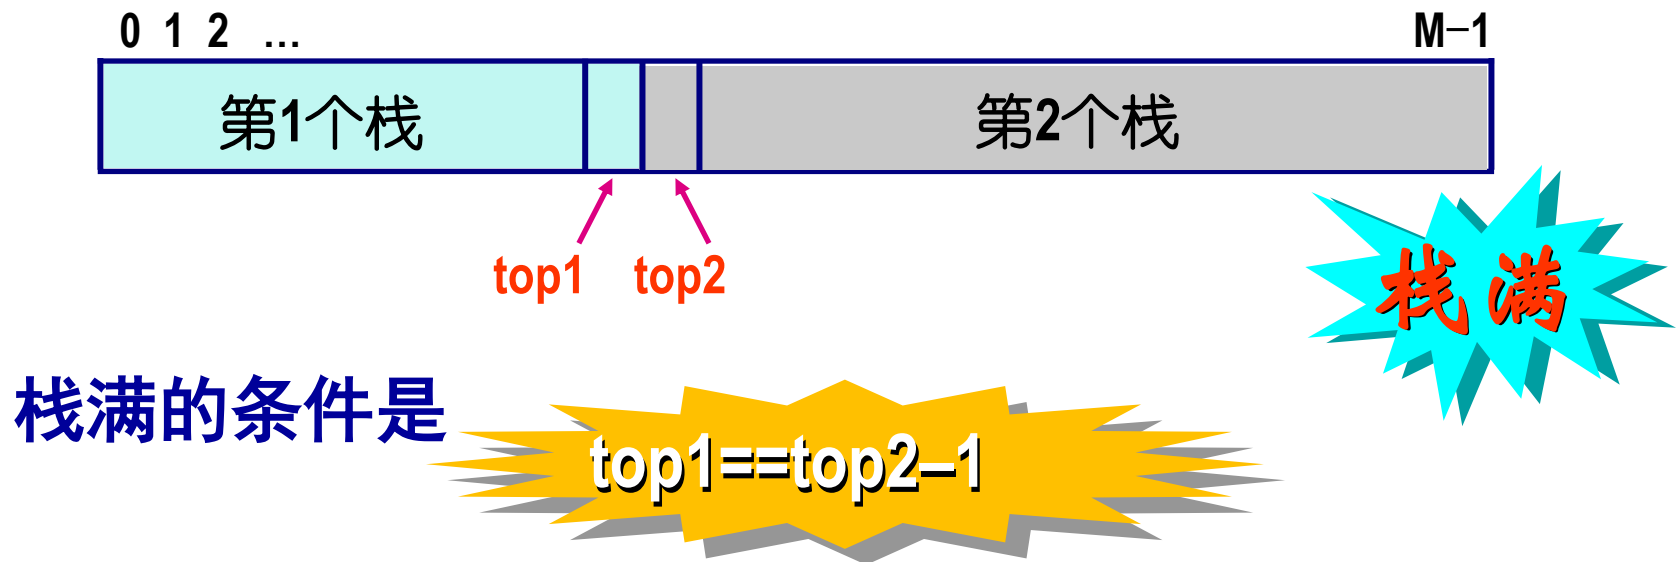 0 1 2 … M–1
第1个栈 第2个栈
top1 top2
栈满
栈满的条件是 top1==top2–1